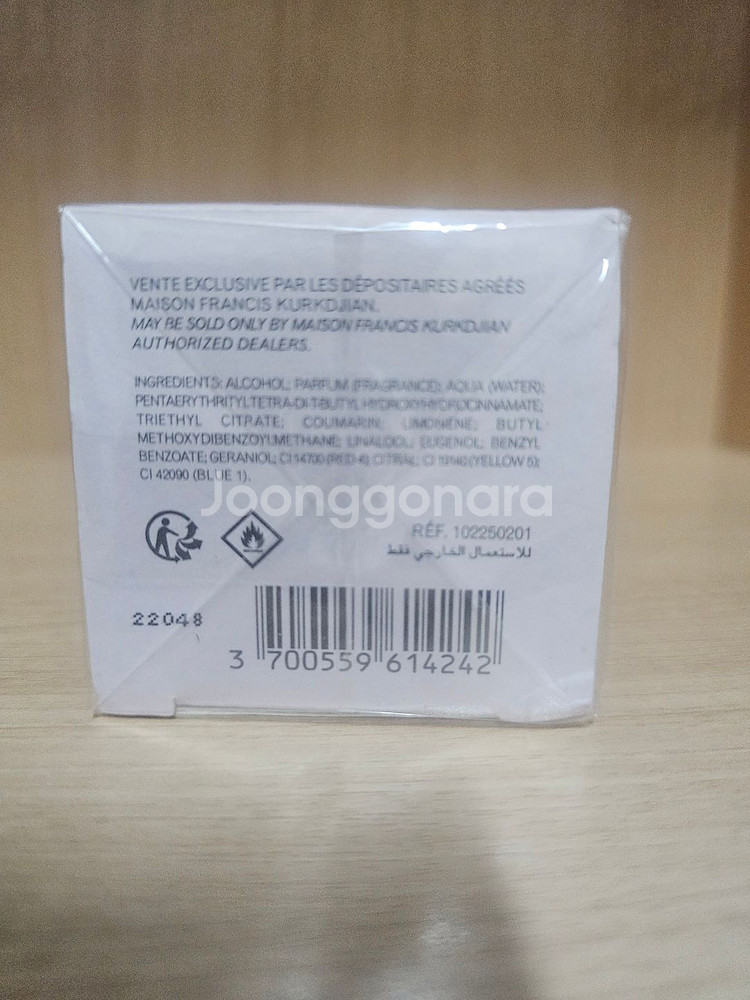 VENTE EXCLUSIVE PAR LES DÉPOSITAIRES AGRÉÉS
MAISON FRANCIS KURKDJIAN.
MAY BE SOLD ONLY BY MAISON FRANCIS KURKDJIAN
AUTHORIZED DEALERS.
INGREDIENTS: ALCOHOL; PARFUM (FRAGRANCE); AQUA (WATER);
PENTAERYTHRITYL TETRA-DI-T-BUTYL HYDROXYHYDROCINNAMATE;
TRIETHYL CITRATE; COUMARIN; LIMONENE; BUTYL
METHOXYDIBENZOYLMETHANE; LINALOOL; EUGENOL; BENZYL
BENZOATE; GERANIOL; CI 14700 (RED 4); CITRAL; CI 19140 (YELLOW 5);
CI 42090 (BLUE 1).
Joonggonara
RÉF. 102250201
للاستعمال الخارجي فقط
22048
3 700559 614242